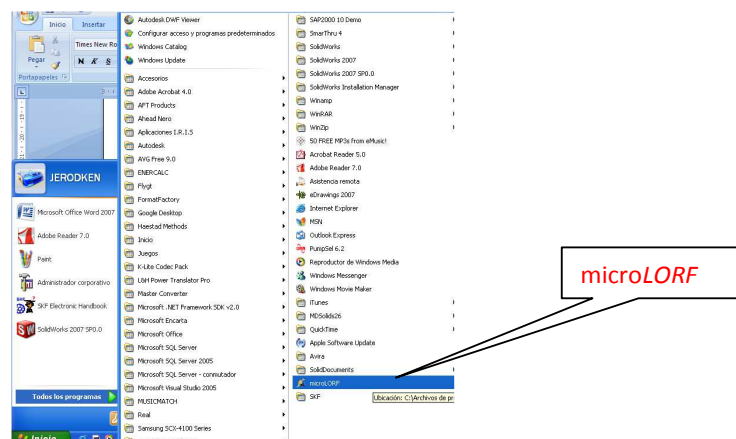 Inicio Insertar
Times New Ro
Pegar
N K S
Portapapeles
JERODKEN
Microsoft Office Word 2007
Adobe Reader 7.0
Paint
Administrador corporativo
SKF Electronic Handbook
SolidWorks 2007 SP0.0
Todos los programas
Inicio
Autodesk DWF Viewer
Configurar acceso y programas predeterminados
Windows Catalog
Windows Update
Accesorios
Adobe Acrobat 4.0
AFT Products
Ahead Nero
Aplicaciones I.R.I.S
Autodesk
AVG Free 9.0
ENERCALC
Flygt
FormatFactory
Google Desktop
Haestad Methods
Inicio
Juegos
K-Lite Codec Pack
L&H Power Translator Pro
Master Converter
Microsoft .NET Framework SDK v2.0
Microsoft Encarta
Microsoft Office
Microsoft SQL Server
Microsoft SQL Server 2005
Microsoft SQL Server - conmutador
Microsoft Visual Studio 2005
MUSICMATCH
Real
Samsung SCX-4100 Series
SAP2000 10 Demo
SmarThru 4
SolidWorks
SolidWorks 2007
SolidWorks 2007 SP0.0
SolidWorks Installation Manager
Winamp
WinRAR
WinZip
50 FREE MP3s from eMusic!
Acrobat Reader 5.0
Adobe Reader 7.0
Asistencia remota
eDrawings 2007
Internet Explorer
MSN
Outlook Express
PumpSel 6.2
Reproductor de Windows Media
Windows Messenger
Windows Movie Maker
iTunes
MDSolids26
QuickTime
Apple Software Update
Avira
SolidDocuments
microLORF
SKF
Ubicación: C:\Archivos de pr
microLORF